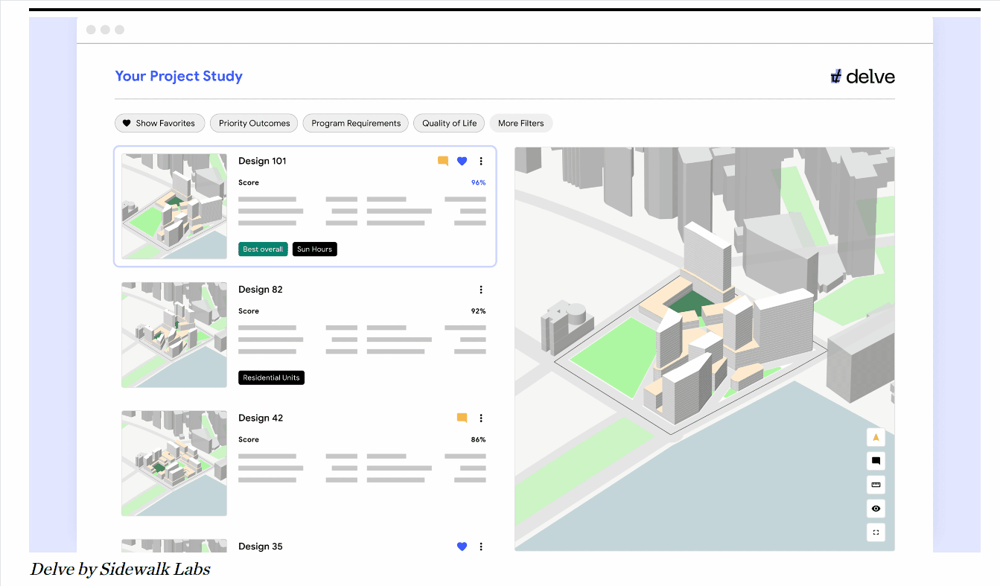 Your Project Study
delve
Show Favorites
Priority Outcomes
Program Requirements
Quality of Life
More Filters
Design 101
Score
96%
Best overall
Sun Hours
Design 82
Score
92%
Residential Units
Design 42
Score
86%
Design 35
Delve by Sidewalk Labs